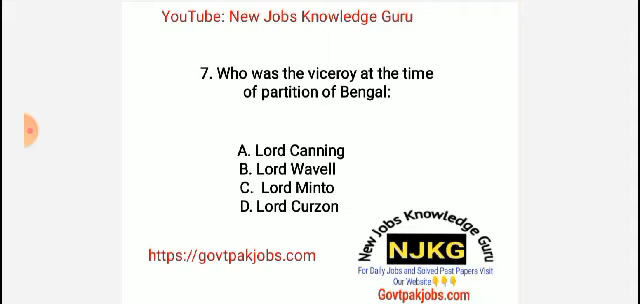 YouTube: New Jobs Knowledge Guru
7. Who was the viceroy at the time
of partition of Bengal:
A. Lord Canning
B. Lord Wavell
C. Lord Minto
D. Lord Curzon
https://govtpakjobs.com
New Jobs Knowledge Guru
NJKG
For Daily Jobs and Solved Past Papers Visit
Our Website👇👇👇
Govtpakjobs.com